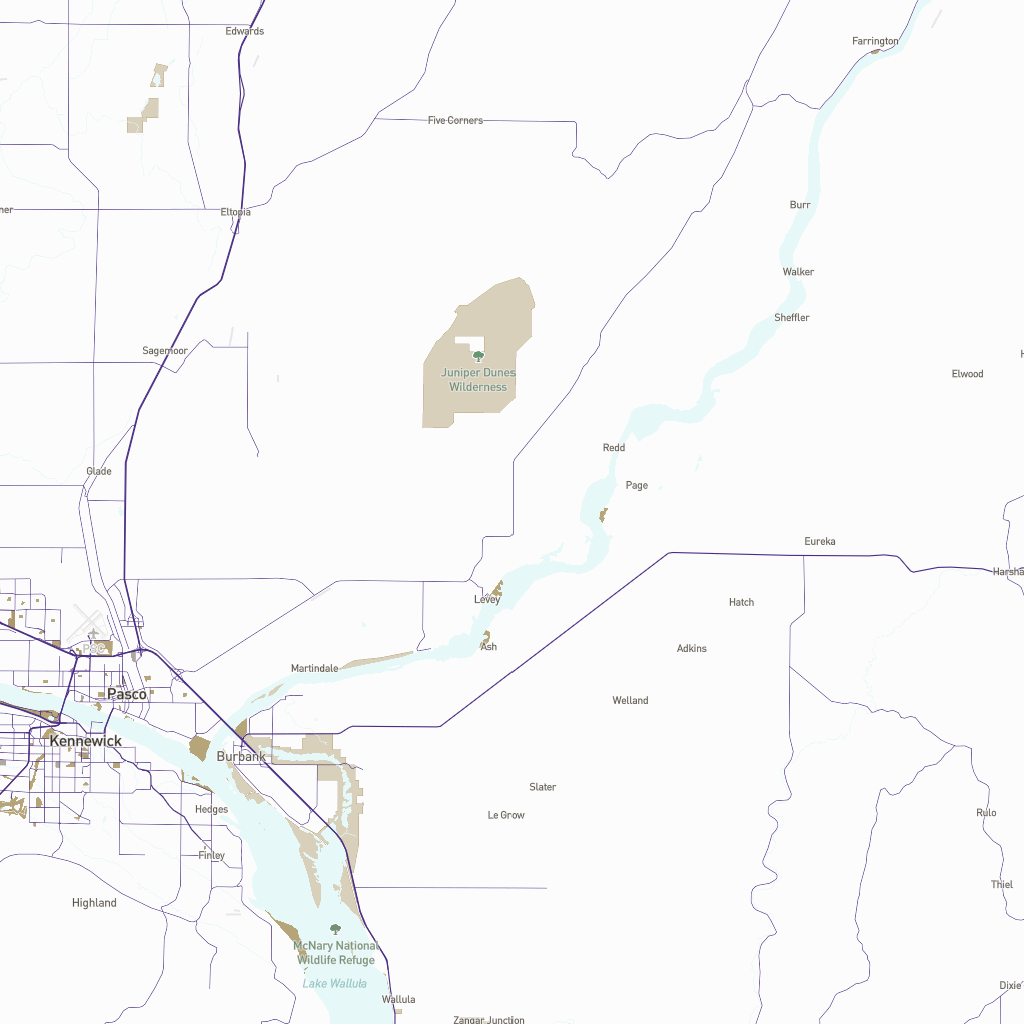 Edwards
Farrington
Five Corners
Burr
ner
Eltopia
Walker
Sheffler
Sagemoor
Juniper Dunes
Wilderness
Elwood
H
Redd
Glade
Page
Eureka
Harsha
Levey
Hatch
PSC
Ash
Adkins
Martindale
Pasco
Welland
Kennewick
Burbank
Slater
Hedges
Le Grow
Rulo
Finley
Thiel
Highland
McNary National
Wildlife Refuge
Lake Wallula
Dixie
Wallula
Zangar Junction